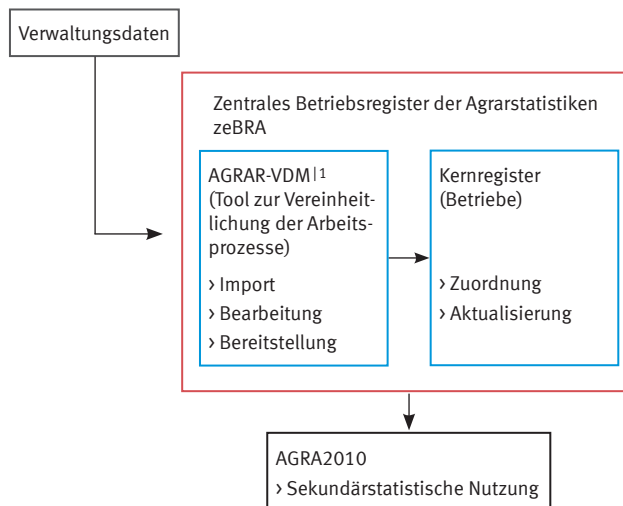 Verwaltungsdaten
Zentrales Betriebsregister der Agrarstatistiken
zeBRA
AGRAR-VDM|1
(Tool zur Vereinheit-
lichung der Arbeits-
prozesse)
› Import
› Bearbeitung
› Bereitstellung
Kernregister
(Betriebe)
› Zuordnung
› Aktualisierung
AGRA2010
› Sekundärstatistische Nutzung